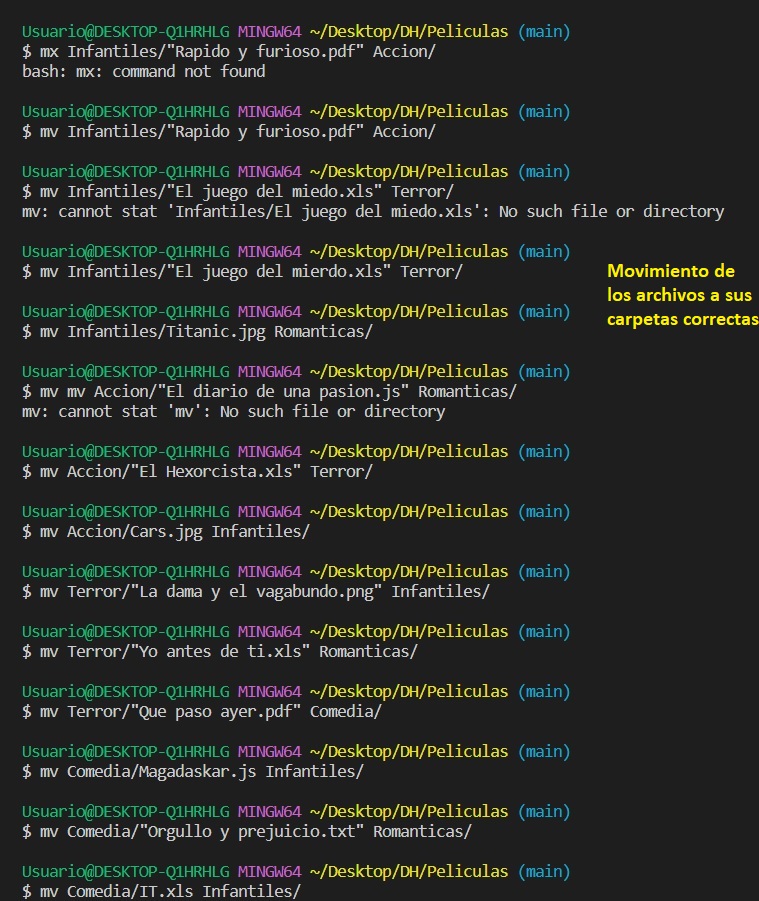 Usuario@DESKTOP-Q1HRHLG MINGW64 ~/Desktop/DH/Peliculas (main)
$ mx Infantiles/"Rapido y furioso.pdf" Accion/
bash: mx: command not found
Usuario@DESKTOP-Q1HRHLG MINGW64 ~/Desktop/DH/Peliculas (main)
$ mv Infantiles/"Rapido y furioso.pdf" Accion/
Usuario@DESKTOP-Q1HRHLG MINGW64 ~/Desktop/DH/Peliculas (main)
$ mv Infantiles/"El juego del miedo.xls" Terror/
mv: cannot stat 'Infantiles/El juego del miedo.xls': No such file or directory
Usuario@DESKTOP-Q1HRHLG MINGW64 ~/Desktop/DH/Peliculas (main)
$ mv Infantiles/"El juego del mierdo.xls" Terror/
Movimiento de
los archivos a sus
carpetas correctas
Usuario@DESKTOP-Q1HRHLG MINGW64 ~/Desktop/DH/Peliculas (main)
$ mv Infantiles/Titanic.jpg Romanticas/
Usuario@DESKTOP-Q1HRHLG MINGW64 ~/Desktop/DH/Peliculas (main)
$ mv mv Accion/"El diario de una pasion.js" Romanticas/
mv: cannot stat 'mv': No such file or directory
Usuario@DESKTOP-Q1HRHLG MINGW64 ~/Desktop/DH/Peliculas (main)
$ mv Accion/"El Hexorcista.xls" Terror/
Usuario@DESKTOP-Q1HRHLG MINGW64 ~/Desktop/DH/Peliculas (main)
$ mv Accion/Cars.jpg Infantiles/
Usuario@DESKTOP-Q1HRHLG MINGW64 ~/Desktop/DH/Peliculas (main)
$ mv Terror/"La dama y el vagabundo.png" Infantiles/
Usuario@DESKTOP-Q1HRHLG MINGW64 ~/Desktop/DH/Peliculas (main)
$ mv Terror/"Yo antes de ti.xls" Romanticas/
Usuario@DESKTOP-Q1HRHLG MINGW64 ~/Desktop/DH/Peliculas (main)
$ mv Terror/"Que paso ayer.pdf" Comedia/
Usuario@DESKTOP-Q1HRHLG MINGW64 ~/Desktop/DH/Peliculas (main)
$ mv Comedia/Magadaskar.js Infantiles/
Usuario@DESKTOP-Q1HRHLG MINGW64 ~/Desktop/DH/Peliculas (main)
$ mv Comedia/"Orgullo y prejuicio.txt" Romanticas/
Usuario@DESKTOP-Q1HRHLG MINGW64 ~/Desktop/DH/Peliculas (main)
$ mv Comedia/IT.xls Infantiles/